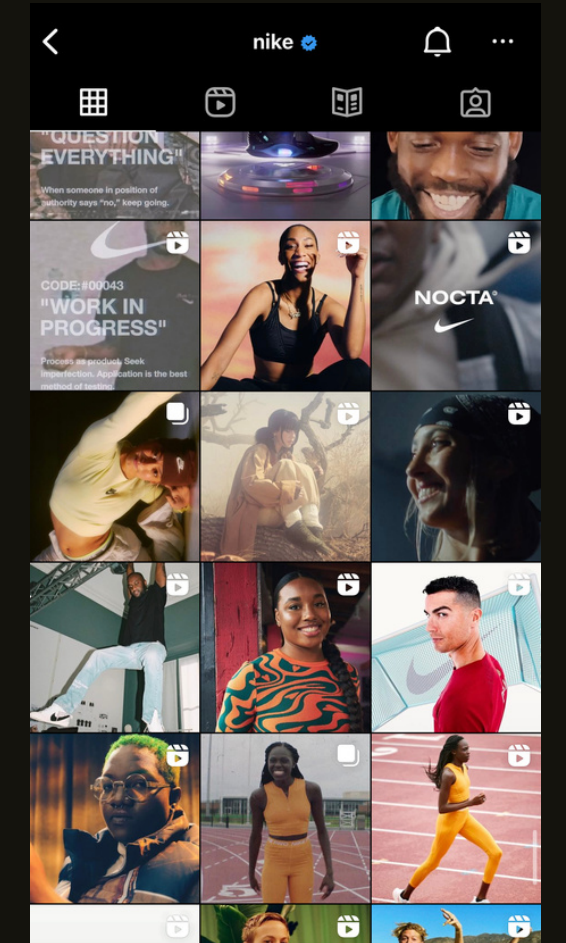 nike
"QUESTION
EVERYTHING"
When someone in position of
authority says “no,” keep going.
CODE:#00043
"WORK IN
PROGRESS"
Process as product. Seek
imperfection. Application is the best
method of testing.
NOCTA®
5